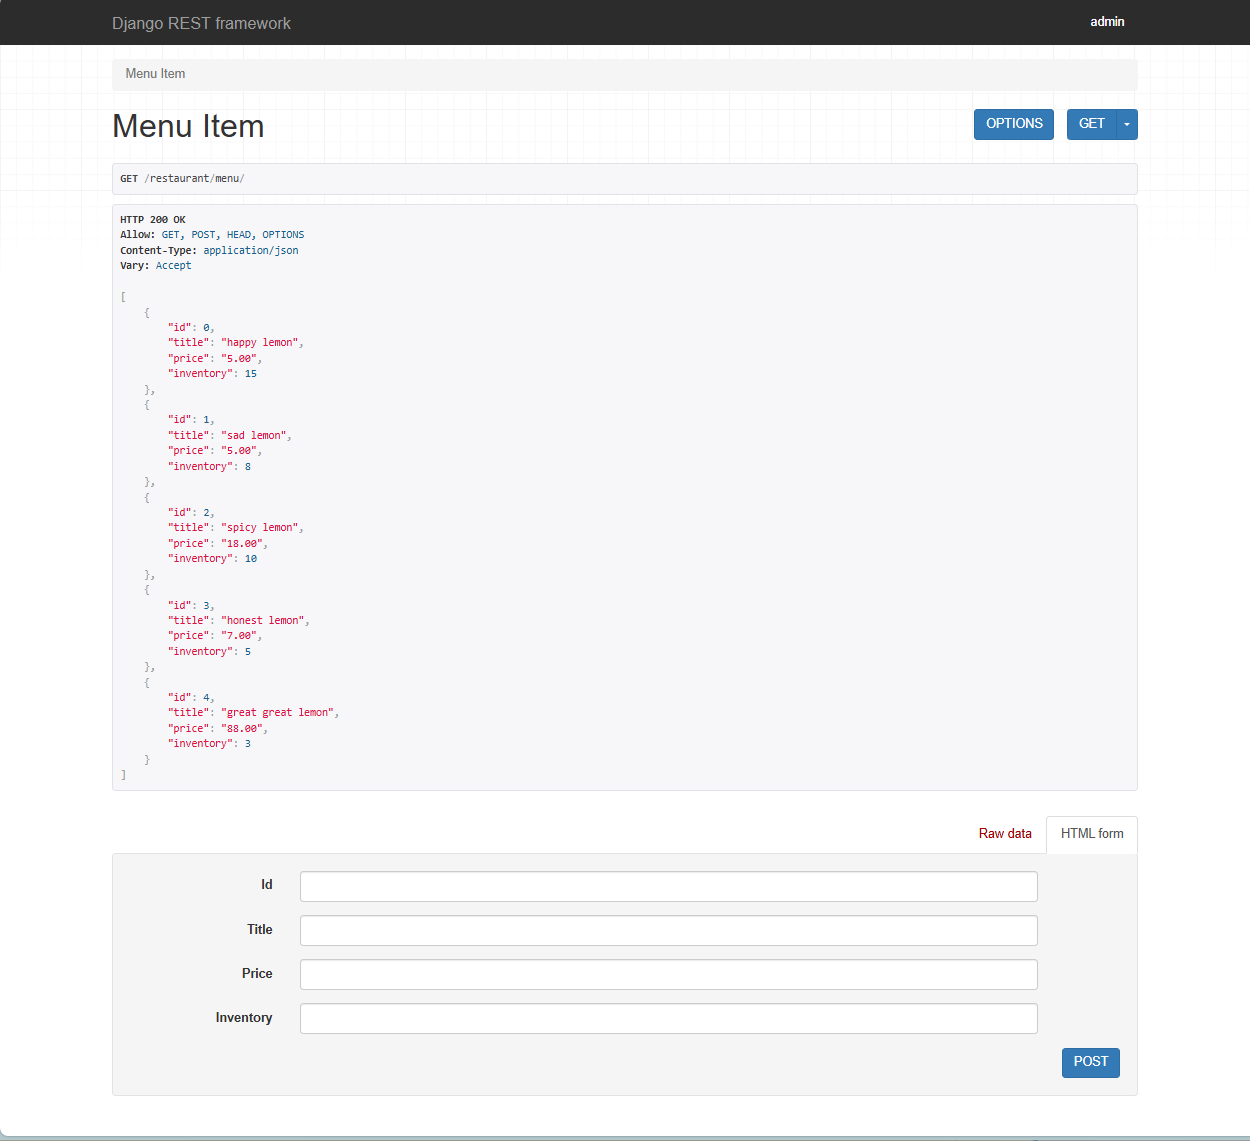 Django REST framework
admin
Menu Item
Menu Item
OPTIONS
GET
GET /restaurant/menu/
HTTP 200 OK
Allow: GET, POST, HEAD, OPTIONS
Content-Type: application/json
Vary: Accept
[
    {
        "id": 0,
        "title": "happy lemon",
        "price": "5.00",
        "inventory": 15
    },
    {
        "id": 1,
        "title": "sad lemon",
        "price": "5.00",
        "inventory": 8
    },
    {
        "id": 2,
        "title": "spicy lemon",
        "price": "18.00",
        "inventory": 10
    },
    {
        "id": 3,
        "title": "honest lemon",
        "price": "7.00",
        "inventory": 5
    },
    {
        "id": 4,
        "title": "great great lemon",
        "price": "88.00",
        "inventory": 3
    }
]
Raw data
HTML form
Id
Title
Price
Inventory
POST